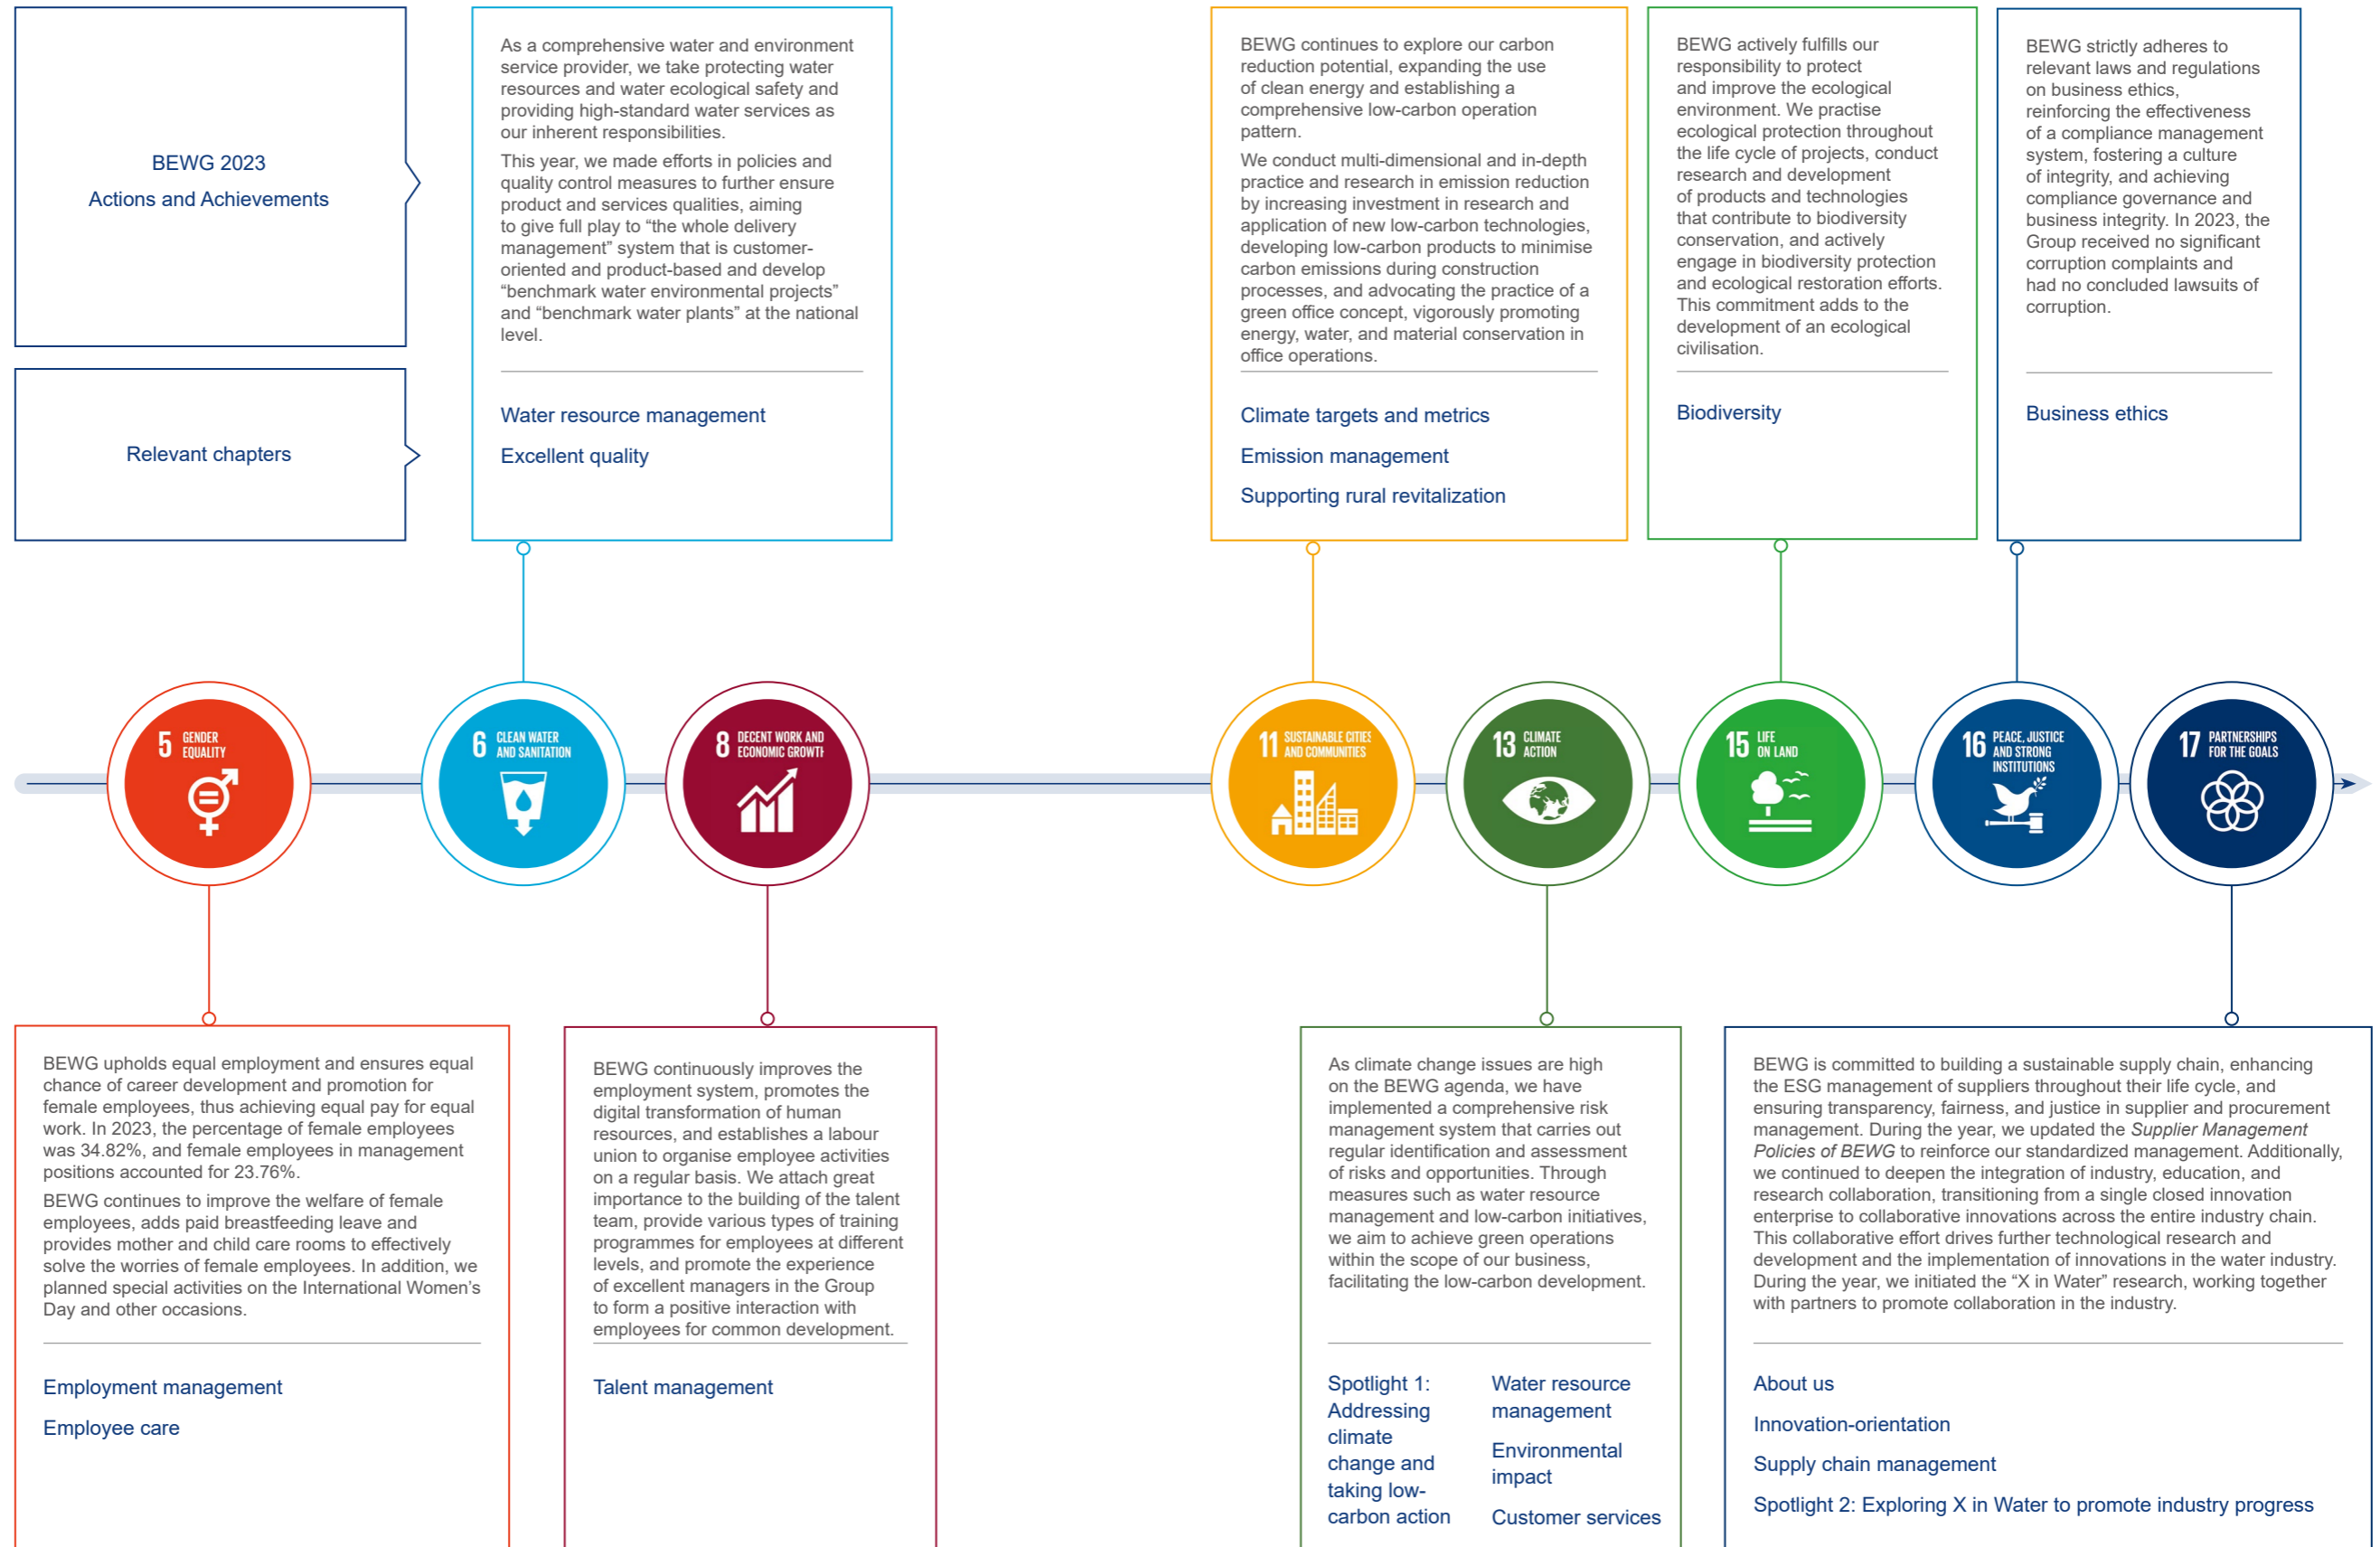 BEWG 2023
Actions and Achievements
Relevant chapters
As a comprehensive water and environment
service provider, we take protecting water
resources and water ecological safety and
providing high-standard water services as
our inherent responsibilities.
This year, we made efforts in policies and
quality control measures to further ensure
product and services qualities, aiming
to give full play to “the whole delivery
management” system that is customer-
oriented and product-based and develop
“benchmark water environmental projects”
and “benchmark water plants” at the national
level.
Water resource management
Excellent quality
BEWG continues to explore our carbon
reduction potential, expanding the use
of clean energy and establishing a
comprehensive low-carbon operation
pattern.
We conduct multi-dimensional and in-depth
practice and research in emission reduction
by increasing investment in research and
application of new low-carbon technologies,
developing low-carbon products to minimise
carbon emissions during construction
processes, and advocating the practice of a
green office concept, vigorously promoting
energy, water, and material conservation in
office operations.
Climate targets and metrics
Emission management
Supporting rural revitalization
BEWG actively fulfills our
responsibility to protect
and improve the ecological
environment. We practise
ecological protection throughout
the life cycle of projects, conduct
research and development
of products and technologies
that contribute to biodiversity
conservation, and actively
engage in biodiversity protection
and ecological restoration efforts.
This commitment adds to the
development of an ecological
civilisation.
Biodiversity
BEWG strictly adheres to
relevant laws and regulations
on business ethics,
reinforcing the effectiveness
of a compliance management
system, fostering a culture
of integrity, and achieving
compliance governance and
business integrity. In 2023, the
Group received no significant
corruption complaints and
had no concluded lawsuits of
corruption.
Business ethics
5 GENDER
EQUALITY
6 CLEAN WATER
AND SANITATION
8 DECENT WORK AND
ECONOMIC GROWTH
11 SUSTAINABLE CITIES
AND COMMUNITIES
13 CLIMATE
ACTION
15 LIFE
ON LAND
16 PEACE, JUSTICE
AND STRONG
INSTITUTIONS
17 PARTNERSHIPS
FOR THE GOALS
BEWG upholds equal employment and ensures equal
chance of career development and promotion for
female employees, thus achieving equal pay for equal
work. In 2023, the percentage of female employees
was 34.82%, and female employees in management
positions accounted for 23.76%.
BEWG continues to improve the welfare of female
employees, adds paid breastfeeding leave and
provides mother and child care rooms to effectively
solve the worries of female employees. In addition, we
planned special activities on the International Women’s
Day and other occasions.
Employment management
Employee care
BEWG continuously improves the
employment system, promotes the
digital transformation of human
resources, and establishes a labour
union to organise employee activities
on a regular basis. We attach great
importance to the building of the talent
team, provide various types of training
programmes for employees at different
levels, and promote the experience
of excellent managers in the Group
to form a positive interaction with
employees for common development.
Talent management
As climate change issues are high
on the BEWG agenda, we have
implemented a comprehensive risk
management system that carries out
regular identification and assessment
of risks and opportunities. Through
measures such as water resource
management and low-carbon initiatives,
we aim to achieve green operations
within the scope of our business,
facilitating the low-carbon development.
Spotlight 1:
Addressing
climate
change and
taking low-
carbon action
Water resource
management
Environmental
impact
Customer services
BEWG is committed to building a sustainable supply chain, enhancing
the ESG management of suppliers throughout their life cycle, and
ensuring transparency, fairness, and justice in supplier and procurement
management. During the year, we updated the Supplier Management
Policies of BEWG to reinforce our standardized management. Additionally,
we continued to deepen the integration of industry, education, and
research collaboration, transitioning from a single closed innovation
enterprise to collaborative innovations across the entire industry chain.
This collaborative effort drives further technological research and
development and the implementation of innovations in the water industry.
During the year, we initiated the “X in Water” research, working together
with partners to promote collaboration in the industry.
About us
Innovation-orientation
Supply chain management
Spotlight 2: Exploring X in Water to promote industry progress